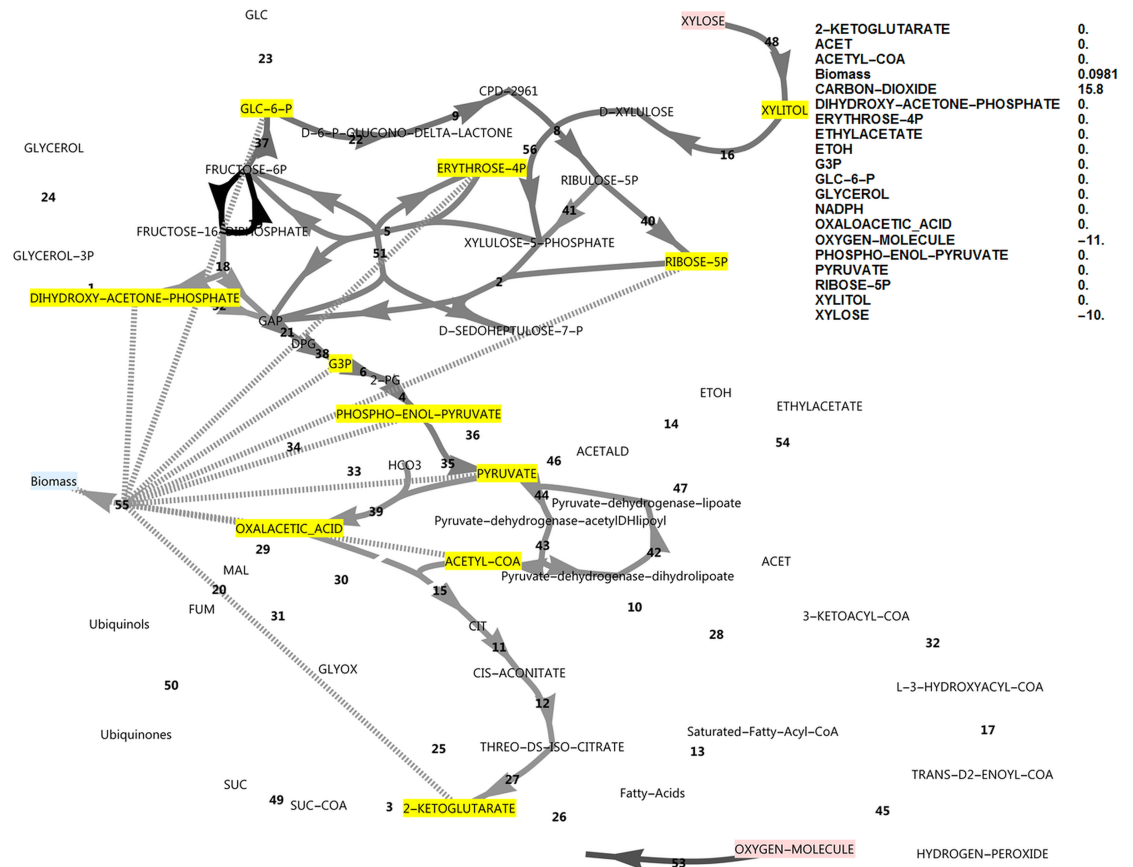 GLC
XYLOSE
2–KETOGLUTARATE 0.
ACET 0.
48
ACETYL–COA 0.
23
Biomass 0.0981
CARBON–DIOXIDE 15.8
CPD–2961
DIHYDROXY–ACETONE–PHOSPHATE 0.
GLC–6–P
D–XYLULOSE
XYLITOL
9
ERYTHROSE–4P 0.
D–6–P–GLUCONO–DELTA–LACTONE
8
ETHYLACETATE 0.
22
37
GLYCEROL
56
16
ETOH 0.
FRUCTOSE–6P
ERYTHROSE–4P
G3P 0.
RIBULOSE–5P
GLC–6–P 0.
24
GLYCEROL 0.
41
NADPH 0.
40
FRUCTOSE–16–DIPHOSPHATE
5
OXALOACETIC_ACID 0.
XYLULOSE–5–PHOSPHATE
OXYGEN–MOLECULE −11.
GLYCEROL–3P
51
PHOSPHO–ENOL–PYRUVATE 0.
18
RIBOSE–5P
PYRUVATE 0.
1
2
RIBOSE–5P 0.
DIHYDROXY–ACETONE–PHOSPHATE
XYLITOL 0.
52
XYLOSE −10.
GAP
21
D–SEDOHEPTULOSE–7–P
DPG
38
G3P
6
2–PG
4
ETOH
ETHYLACETATE
PHOSPHO–ENOL–PYRUVATE
14
36
54
34
ACETALD
46
33
HCO3
35
PYRUVATE
Biomass
47
44
Pyruvate–dehydrogenase–lipoate
55
39
Pyruvate–dehydrogenase–acetylDHlipoyl
OXALACETIC_ACID
29
43
42
ACETYL–COA
ACET
MAL
Pyruvate–dehydrogenase–dihydrolipoate
30
20
15
FUM
10
31
3–KETOACYL–COA
Ubiquinols
CIT
28
32
11
GLYOX
CIS–ACONITATE
50
L–3–HYDROXYACYL–COA
12
Ubiquinones
Saturated–Fatty–Acyl–CoA
17
25
THREO–DS–ISO–CITRATE
13
TRANS–D2–ENOYL–COA
27
SUC
Fatty–Acids
49
SUC–COA
3
2–KETOGLUTARATE
45
26
OXYGEN–MOLECULE
HYDROGEN–PEROXIDE
53